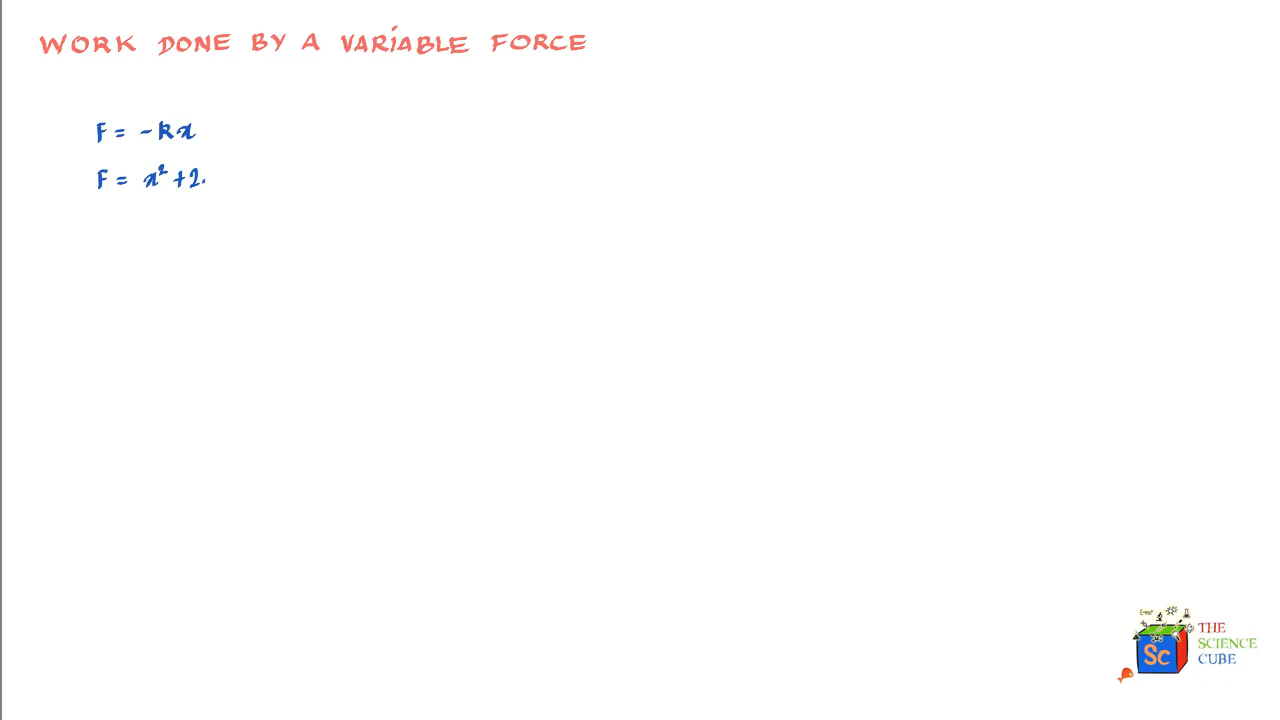 WORK DONE BY A VARIABLE FORCE
F = -kx
F = x² + 2.
Sc
THE
SCIENCE
CUBE